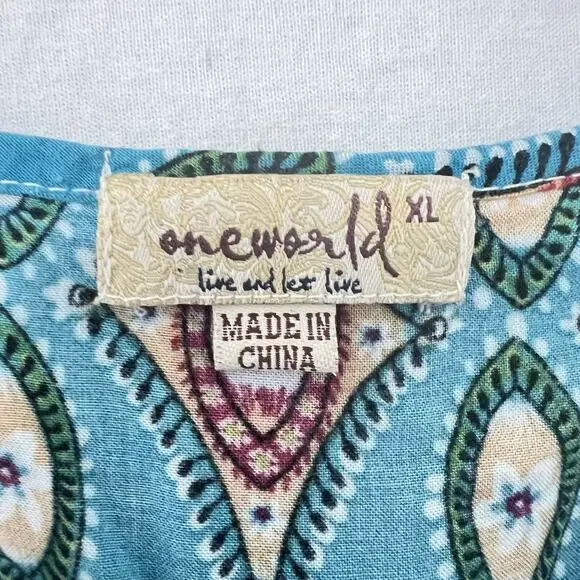 oneworld XL
live and let live
MADE IN
CHINA